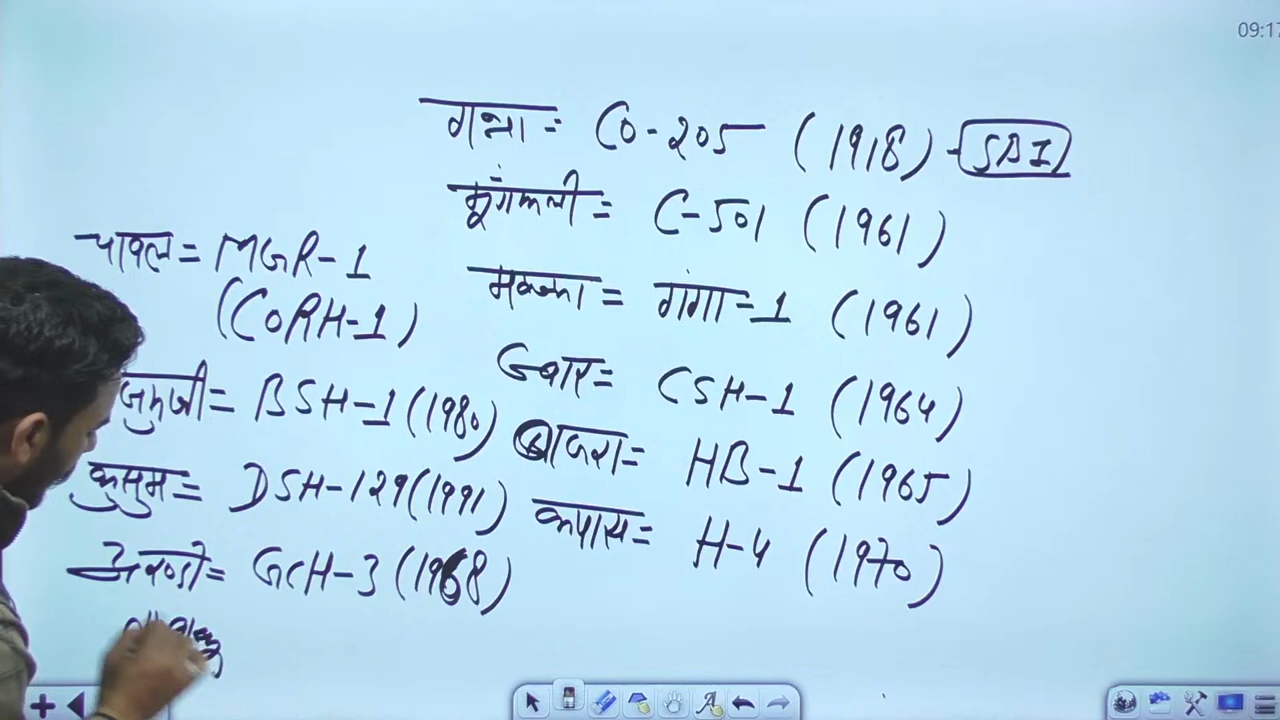 09:17
गन्ना = Co-205 (1918) - SBI
मूंगफली = C-501 (1961)
मक्का = गंगा-1 (1961)
ज्वार = CSH-1 (1964)
बाजरा = HB-1 (1965)
कपास = H-4 (1970)
चावल = MGR-1
(CoRH-1)
= BSH-1 (1980)
कुसुम = DSH-129 (1991)
अरण्डी = GCH-3 (1968)